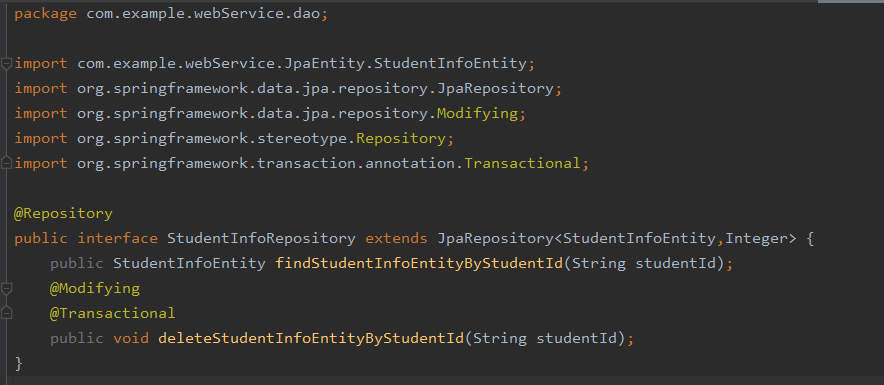 package com.example.webService.dao;
import com.example.webService.JpaEntity.StudentInfoEntity;
import org.springframework.data.jpa.repository.JpaRepository;
import org.springframework.data.jpa.repository.Modifying;
import org.springframework.stereotype.Repository;
import org.springframework.transaction.annotation.Transactional;
@Repository
public interface StudentInfoRepository extends JpaRepository<StudentInfoEntity,Integer> {
    public StudentInfoEntity findStudentInfoEntityByStudentId(String studentId);
    @Modifying
    @Transactional
    public void deleteStudentInfoEntityByStudentId(String studentId);
}